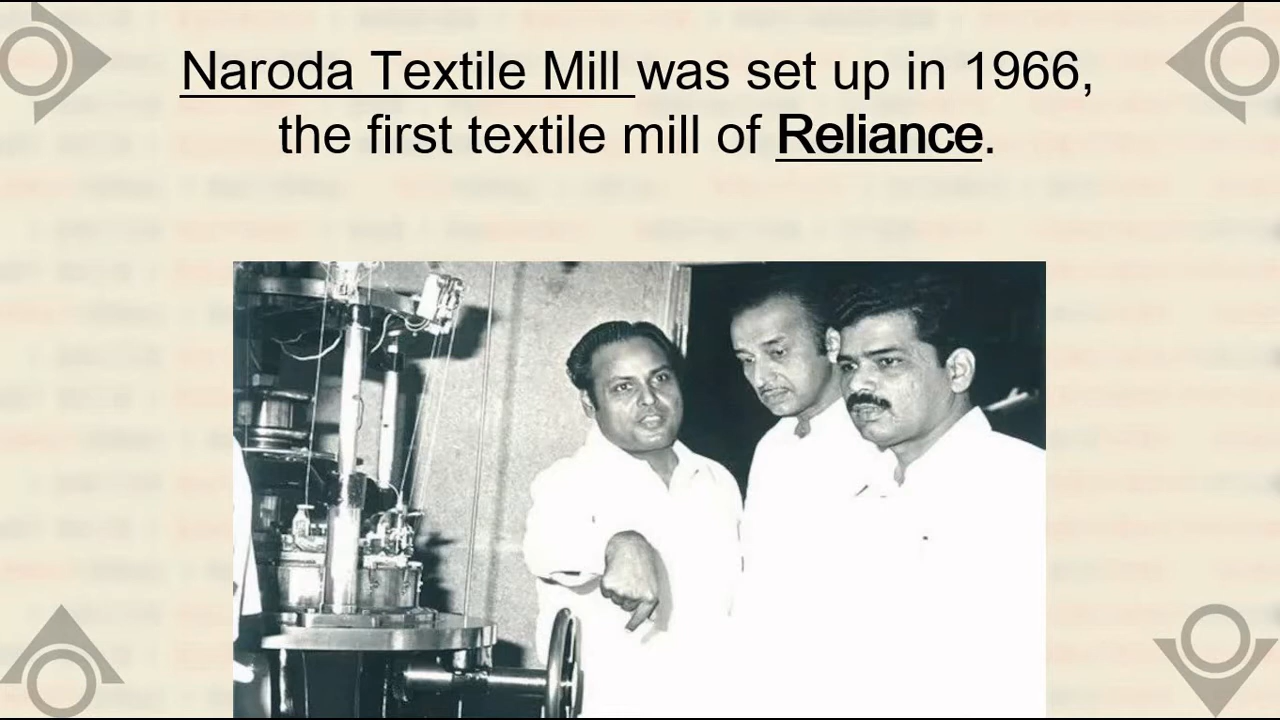 Naroda Textile Mill was set up in 1966,
the first textile mill of Reliance.